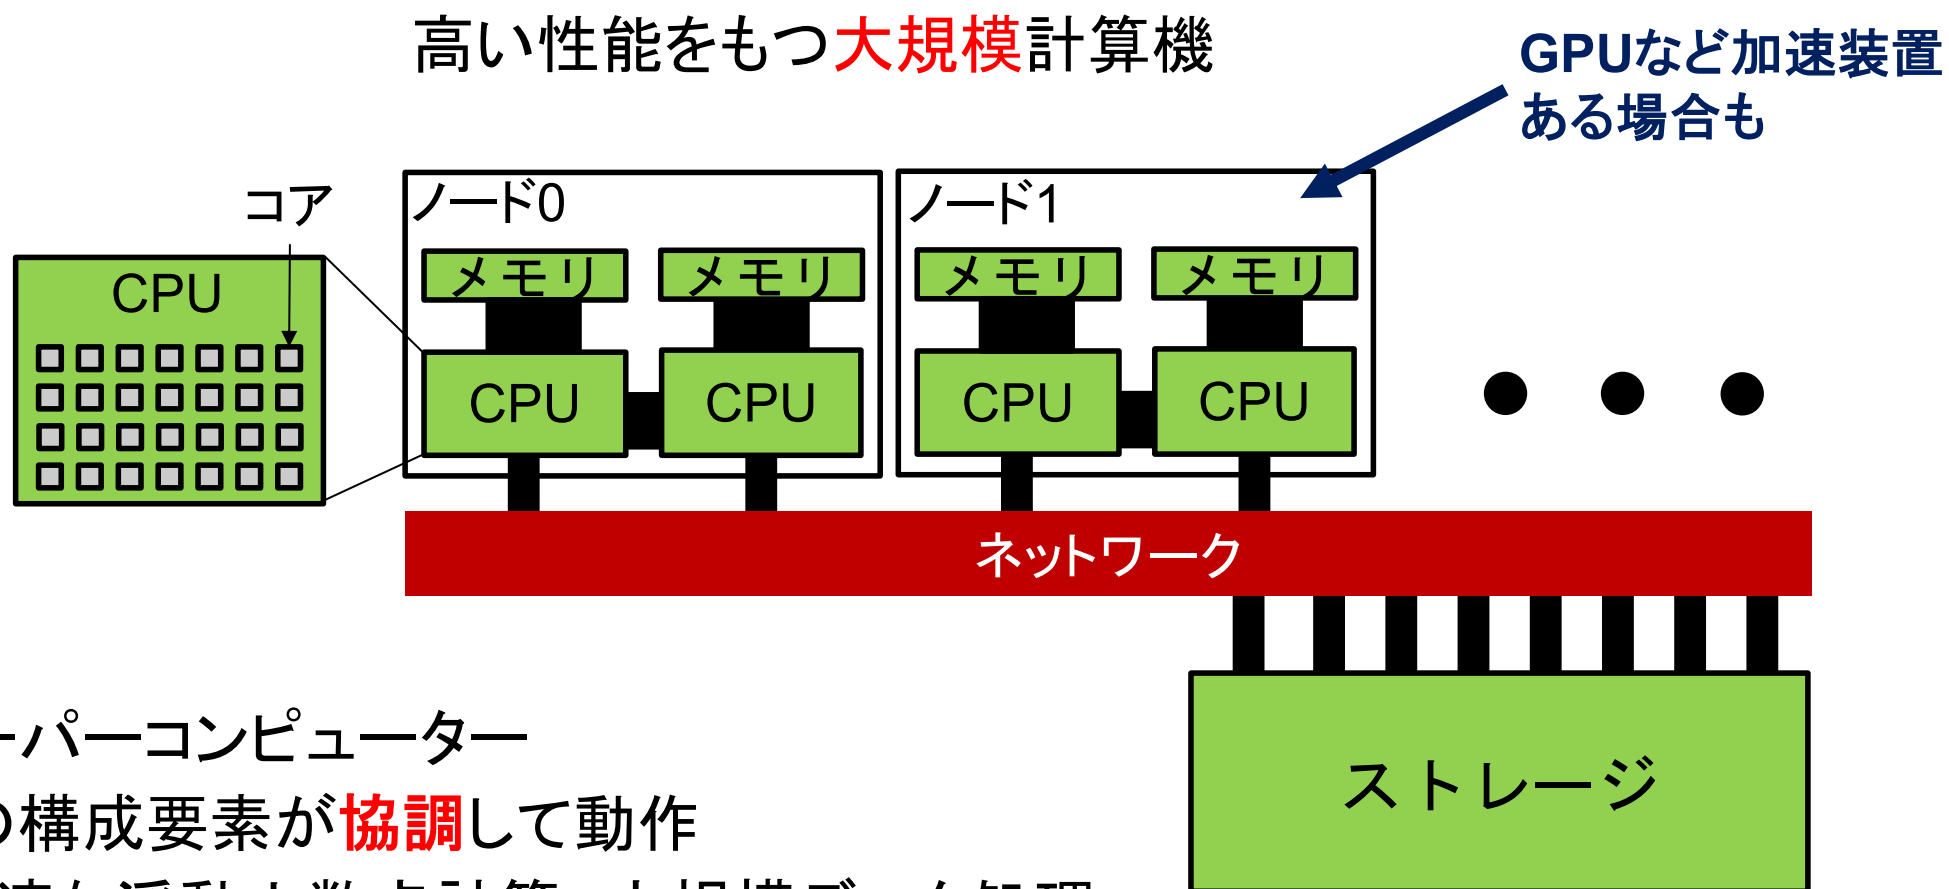 高い性能をもつ大規模計算機
GPUなど加速装置
ある場合も
コア
ノード0
ノード1
メモリ
メモリ
メモリ
メモリ
CPU
CPU
CPU
CPU
CPU
ネットワーク
ーパーコンピューター
の構成要素が協調して動作
ストレージ